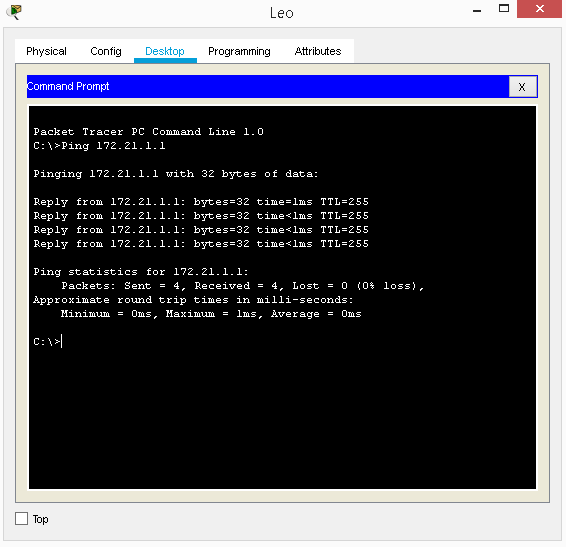 Leo
Physical Config Desktop Programming Attributes
Command Prompt
X
Packet Tracer PC Command Line 1.0
C:\>Ping 172.21.1.1
Pinging 172.21.1.1 with 32 bytes of data:
Reply from 172.21.1.1: bytes=32 time=1ms TTL=255
Reply from 172.21.1.1: bytes=32 time<1ms TTL=255
Reply from 172.21.1.1: bytes=32 time<1ms TTL=255
Reply from 172.21.1.1: bytes=32 time<1ms TTL=255
Ping statistics for 172.21.1.1:
Packets: Sent = 4, Received = 4, Lost = 0 (0% loss),
Approximate round trip times in milli-seconds:
Minimum = 0ms, Maximum = 1ms, Average = 0ms
C:\>
Top